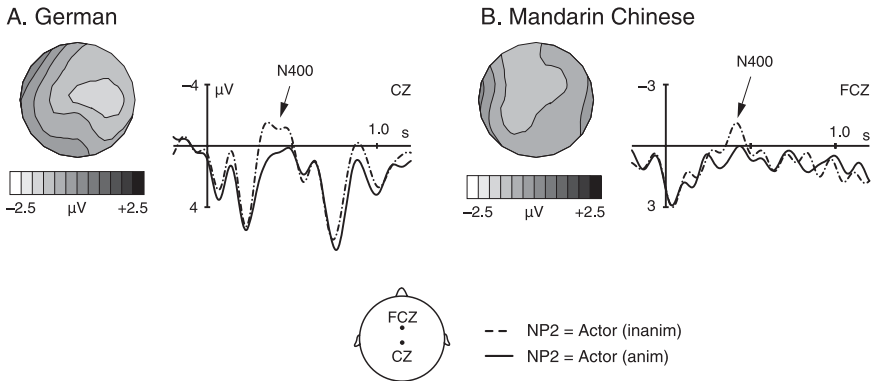 A. German
B. Mandarin Chinese
−4
μV
N400
CZ
1.0
s
4
−2.5
μV
+2.5
−3
N400
FCZ
1.0
s
3
−2.5
μV
+2.5
FCZ
CZ
NP2 = Actor (inanim)
NP2 = Actor (anim)